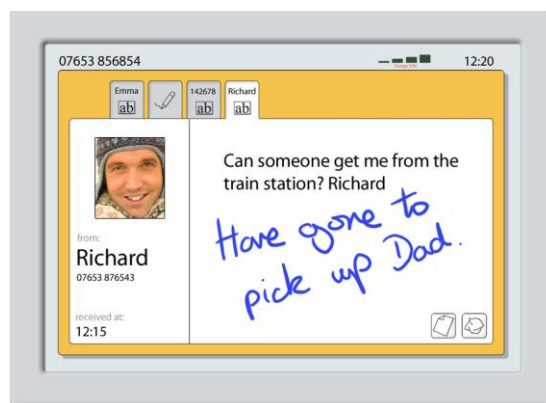 07653 856854
12:20
Emma
ab
142678
ab
Richard
ab
Can someone get me from the
train station? Richard
Have gone to
pick up Dad.
from:
Richard
07653 876543
received at:
12:15